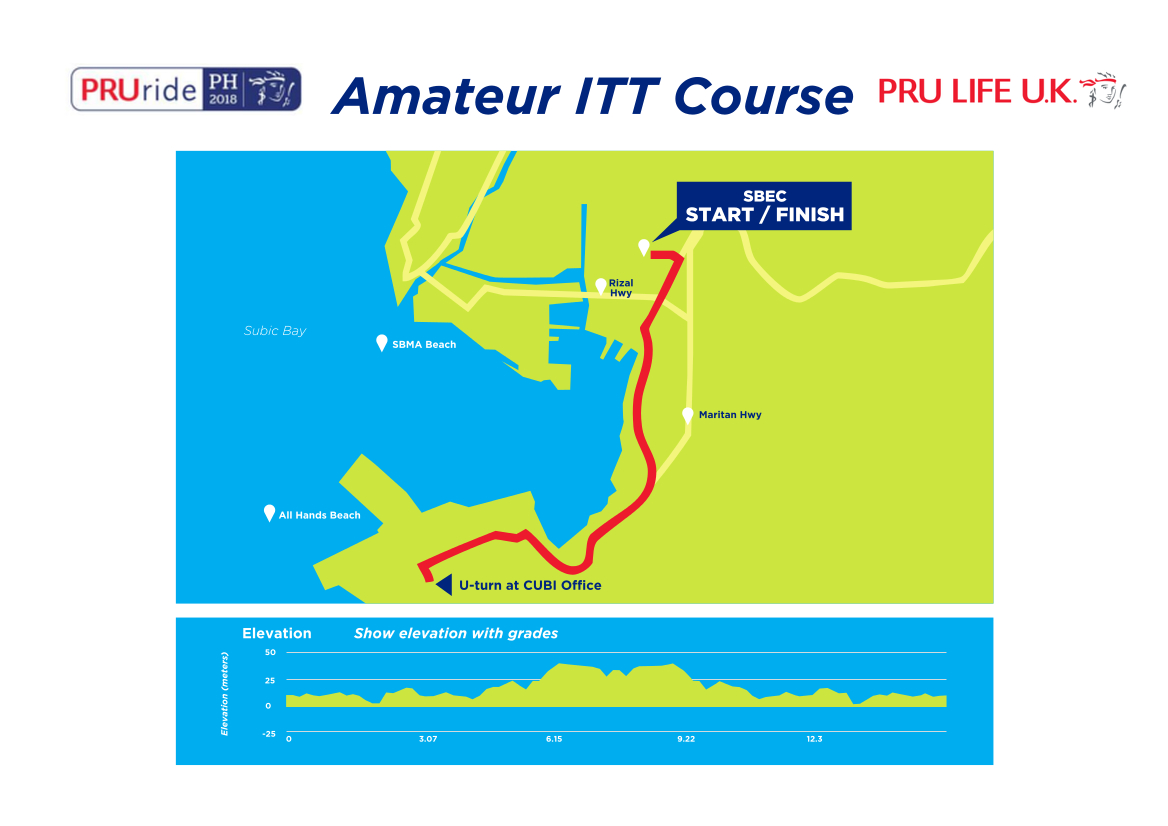 PRUride PH 2018
Amateur ITT Course
PRU LIFE U.K.
SBEC
START / FINISH
Rizal
Hwy
Subic Bay
SBMA Beach
Maritan Hwy
All Hands Beach
U-turn at CUBI Office
Elevation Show elevation with grades
Elevation (meters)
50
25
0
-25
0 3.07 6.15 9.22 12.3